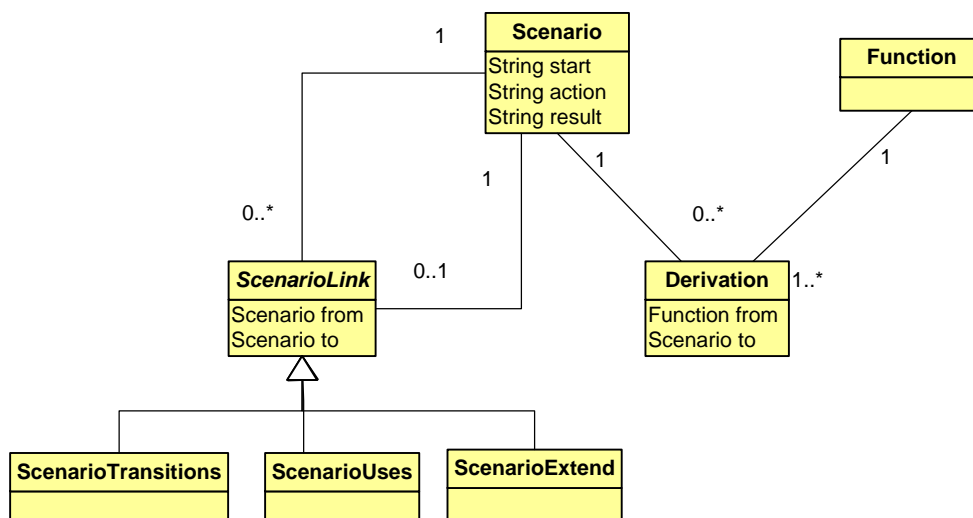 1
Scenario
String start
String action
String result
Function
1
1
1
0..*
0..*
0..1
ScenarioLink
Scenario from
Scenario to
Derivation
Function from
Scenario to
1..*
ScenarioTransitions
ScenarioUses
ScenarioExtend